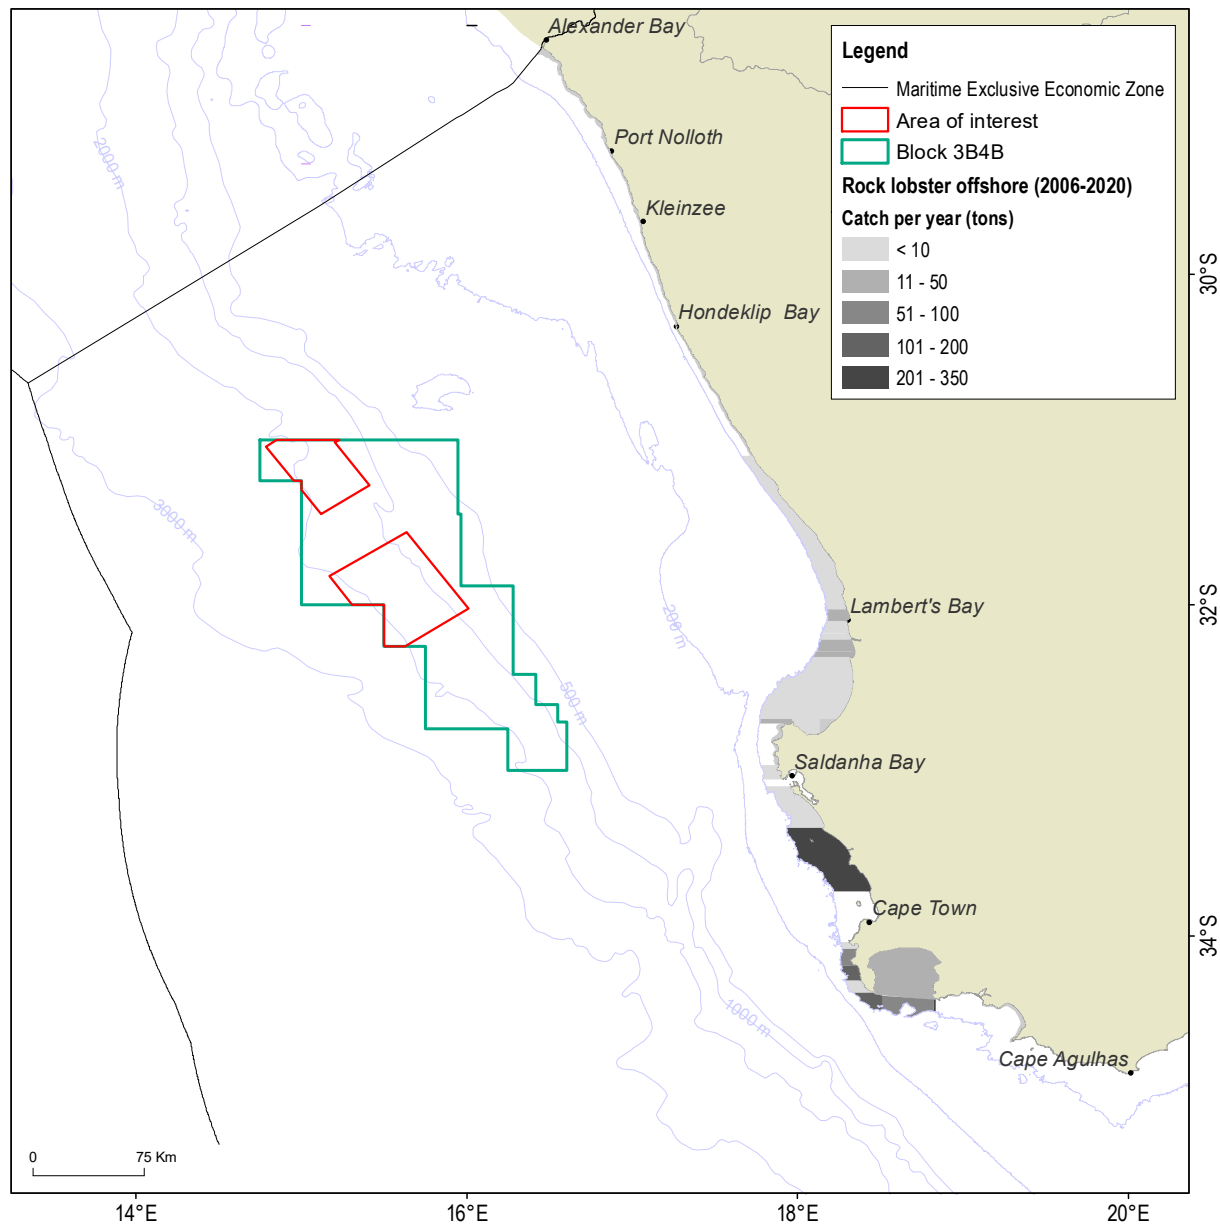 Alexander Bay
Port Nolloth
Kleinzee
Hondeklip Bay
Lambert's Bay
Saldanha Bay
Cape Town
Cape Agulhas
2000 m
3000 m
200 m
500 m
1000 m
Legend
Maritime Exclusive Economic Zone
Area of interest
Block 3B4B
Rock lobster offshore (2006-2020)
Catch per year (tons)
< 10
11 - 50
51 - 100
101 - 200
201 - 350
30°S
32°S
34°S
0 75 Km
14°E 16°E 18°E 20°E